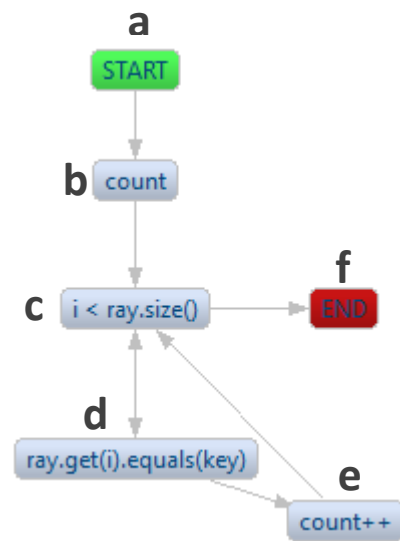 a
START
b
count
f
c
i < ray.size()
END
d
ray.get(i).equals(key)
e
count++